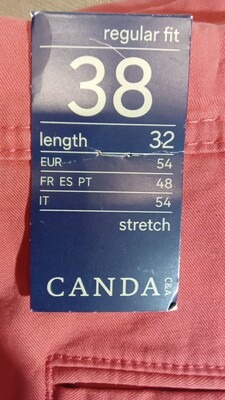 regular fit
38
length 32
EUR 54
FR ES PT 48
IT 54
stretch
CANDA C&A